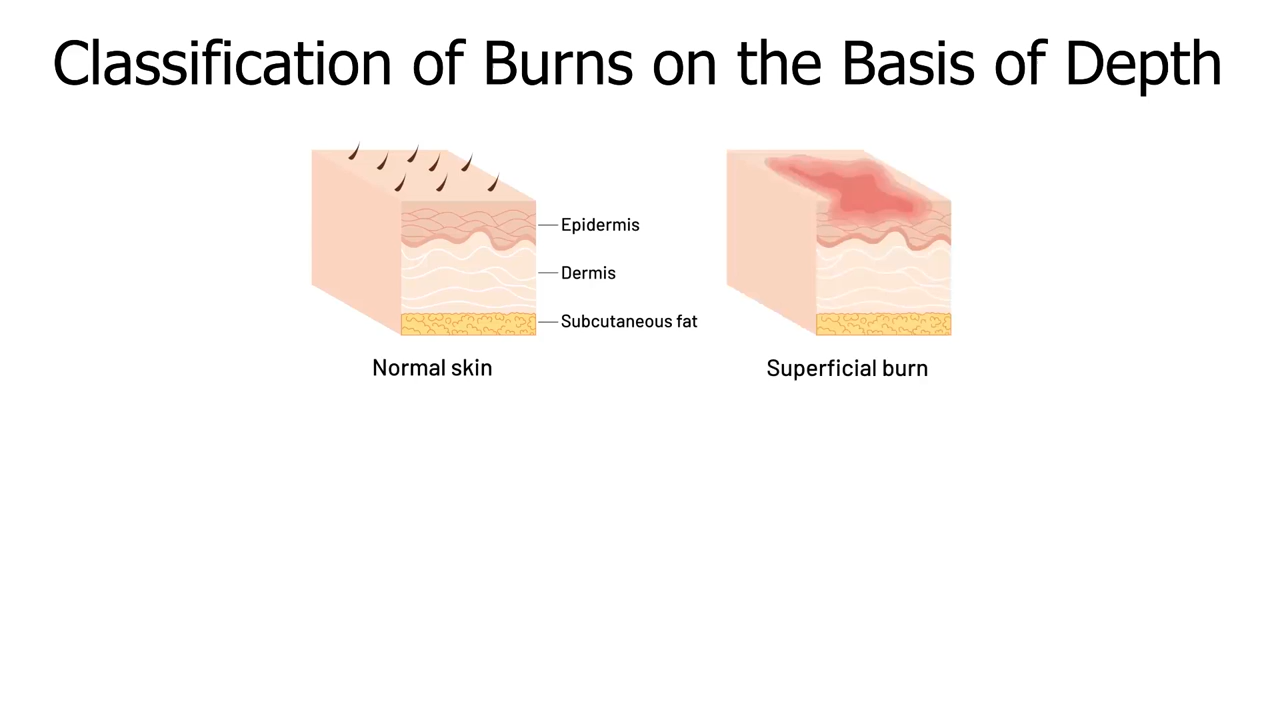 Classification of Burns on the Basis of Depth
Epidermis
Dermis
Subcutaneous fat
Normal skin
Superficial burn